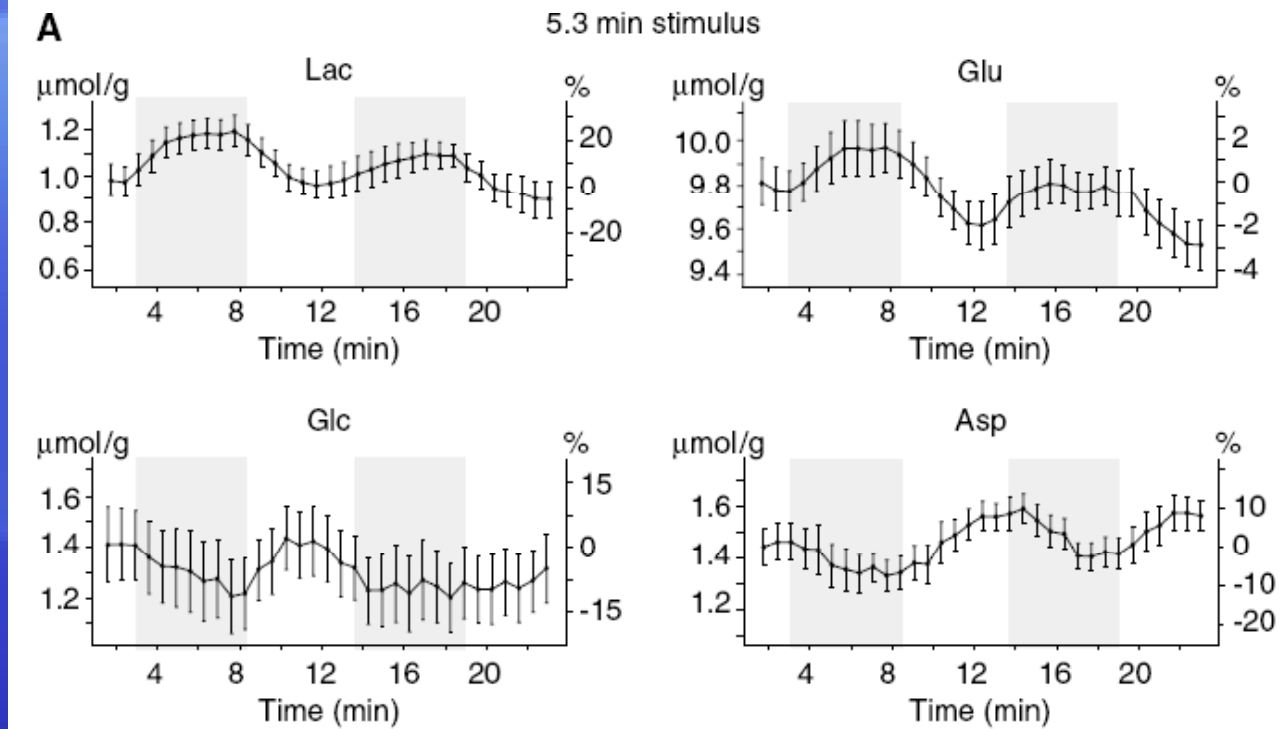 A
5.3 min stimulus
Lac
μmol/g
%
1.2
1.0
0.8
0.6
20
0
-20
4 8 12 16 20
Time (min)
Glu
μmol/g
%
10.0
9.8
9.6
9.4
2
0
-2
-4
4 8 12 16 20
Time (min)
Glc
μmol/g
%
1.6
1.4
1.2
15
0
-15
4 8 12 16 20
Time (min)
Asp
μmol/g
%
1.6
1.4
1.2
10
0
-10
-20
4 8 12 16 20
Time (min)